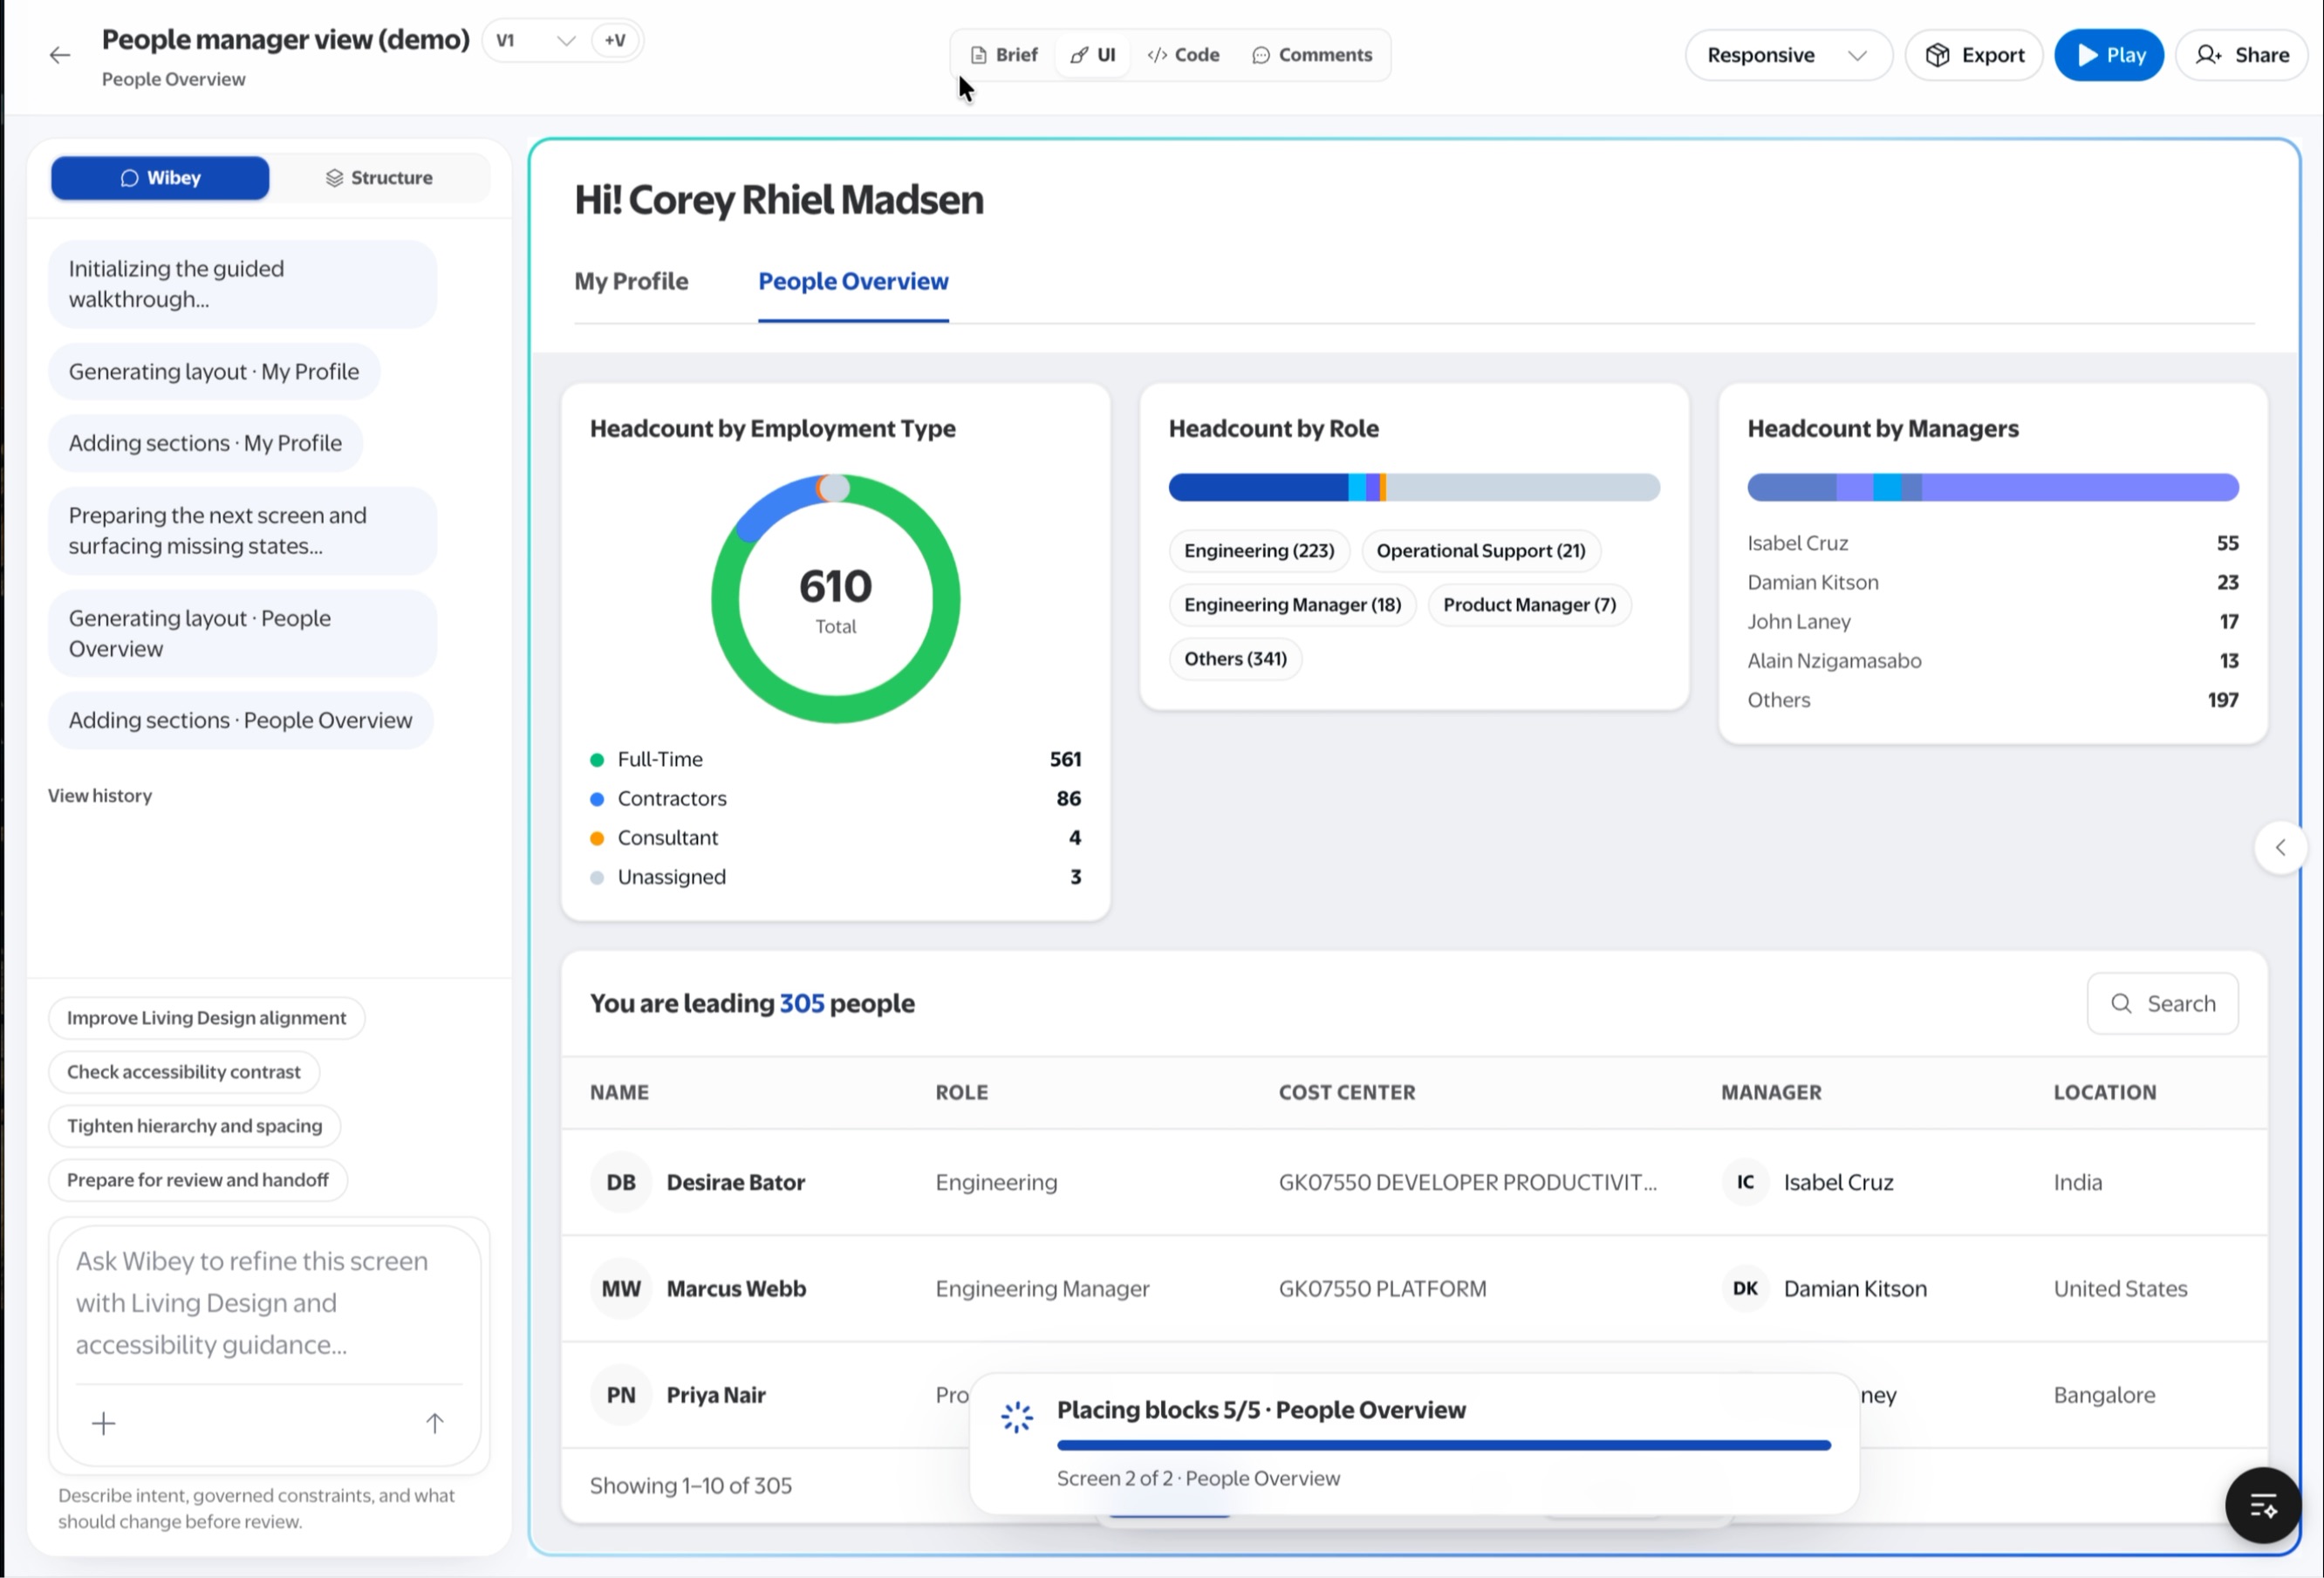 People manager view (demo)
V1
+V
People Overview
Brief
UI
</> Code
Comments
Responsive
Export
Play
Share
Wibey
Structure
Initializing the guided
walkthrough...
Generating layout · My Profile
Adding sections · My Profile
Preparing the next screen and
surfacing missing states...
Generating layout · People
Overview
Adding sections · People Overview
View history
Improve Living Design alignment
Check accessibility contrast
Tighten hierarchy and spacing
Prepare for review and handoff
Ask Wibey to refine this screen
with Living Design and
accessibility guidance...
Describe intent, governed constraints, and what
should change before review.
Hi! Corey Rhiel Madsen
My Profile
People Overview
Headcount by Employment Type
610
Total
Full-Time 561
Contractors 86
Consultant 4
Unassigned 3
Headcount by Role
Engineering (223)
Operational Support (21)
Engineering Manager (18)
Product Manager (7)
Others (341)
Headcount by Managers
Isabel Cruz 55
Damian Kitson 23
John Laney 17
Alain Nzigamasabo 13
Others 197
You are leading 305 people
Search
NAME ROLE COST CENTER MANAGER LOCATION
DB Desirae Bator Engineering GK07550 DEVELOPER PRODUCTIVIT... IC Isabel Cruz India
MW Marcus Webb Engineering Manager GK07550 PLATFORM DK Damian Kitson United States
PN Priya Nair Pro ney Bangalore
Showing 1–10 of 305
Placing blocks 5/5 · People Overview
Screen 2 of 2 · People Overview